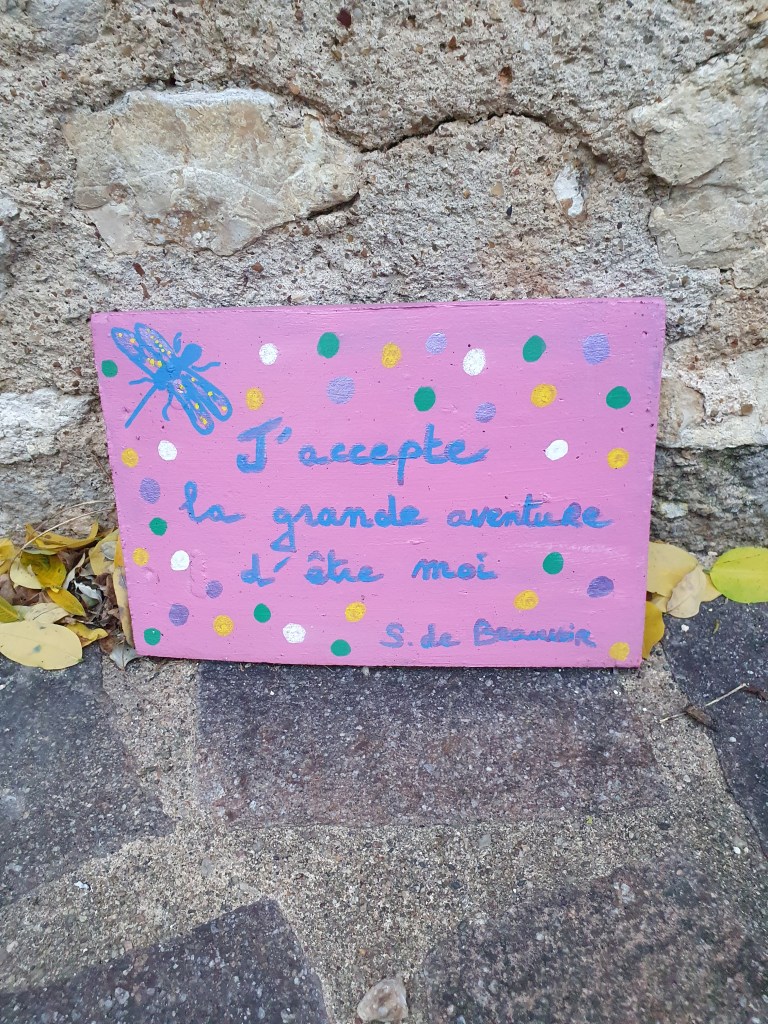 J'accepte
la grande aventure
d'être moi
S. de Beauvoir